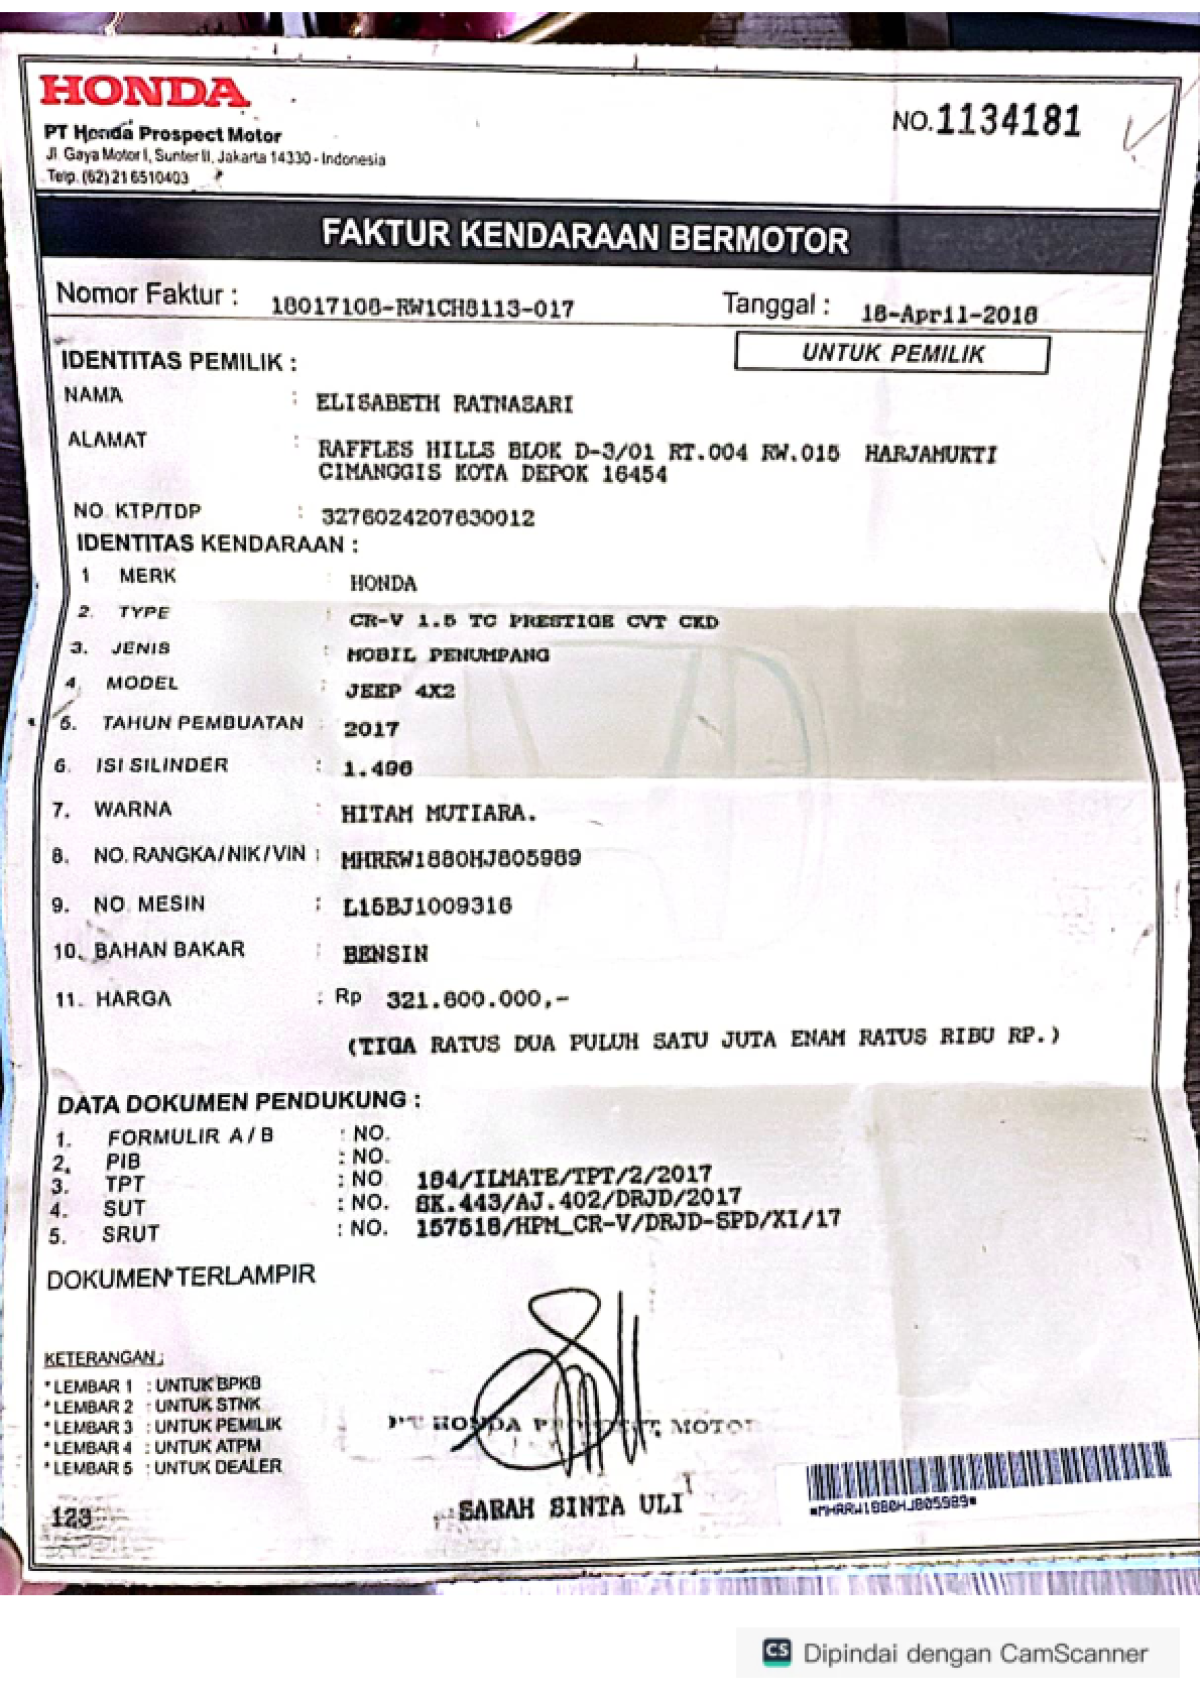 HONDA
PT Honda Prospect Motor
Jl. Gaya Motor I, Sunter II, Jakarta 14330 - Indonesia
Telp. (62) 21 6510403
NO. 1134181
FAKTUR KENDARAAN BERMOTOR
Nomor Faktur : 18017108-RW1CH8113-017 Tanggal : 18-April-2018
UNTUK PEMILIK
IDENTITAS PEMILIK :
NAMA : ELISABETH RATNASARI
ALAMAT : RAFFLES HILLS BLOK D-3/01 RT.004 RW.015 HARJAMUKTI
CIMANGGIS KOTA DEPOK 16454
NO. KTP/TDP : 3276024207630012
IDENTITAS KENDARAAN :
1 MERK : HONDA
2. TYPE : CR-V 1.5 TC PRESTIGE CVT CKD
3. JENIS : MOBIL PENUMPANG
4. MODEL : JEEP 4X2
5. TAHUN PEMBUATAN : 2017
6. ISI SILINDER : 1.496
7. WARNA : HITAM MUTIARA.
8. NO. RANGKA/NIK/VIN : MHRRW1880HJ805989
9. NO. MESIN : L15BJ1009316
10. BAHAN BAKAR : BENSIN
11. HARGA : Rp 321.600.000,-
(TIGA RATUS DUA PULUH SATU JUTA ENAM RATUS RIBU RP.)
DATA DOKUMEN PENDUKUNG :
1. FORMULIR A / B : NO.
2. PIB : NO.
3. TPT : NO 184/ILMATE/TPT/2/2017
4. SUT : NO. SK.443/AJ.402/DRJD/2017
5. SRUT : NO. 157518/HPM_CR-V/DRJD-SPD/XI/17
DOKUMEN TERLAMPIR
KETERANGAN :
*LEMBAR 1 : UNTUK BPKB
*LEMBAR 2 : UNTUK STNK
*LEMBAR 3 : UNTUK PEMILIK
*LEMBAR 4 : UNTUK ATPM
*LEMBAR 5 : UNTUK DEALER
PT HONDA PROSPECT MOTOR
SARAH SINTA ULI
123
*MHRRW1880HJ805989*
CS Dipindai dengan CamScanner